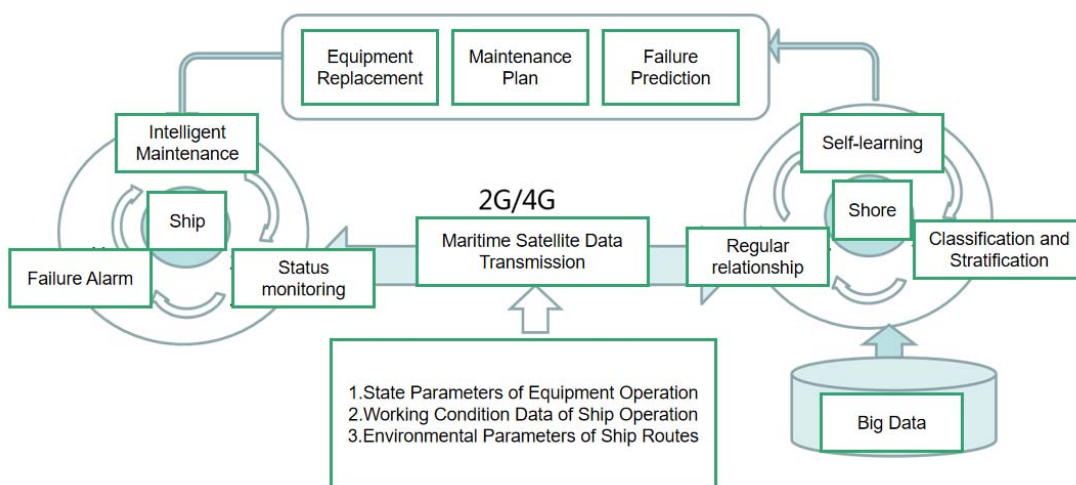 Equipment
Replacement
Maintenance
Plan
Failure
Prediction
Intelligent
Maintenance
Self-learning
Ship
2G/4G
Shore
Failure Alarm
Status
monitoring
Maritime Satellite Data
Transmission
Regular
relationship
Classification and
Stratification
1.State Parameters of Equipment Operation
2.Working Condition Data of Ship Operation
3.Environmental Parameters of Ship Routes
Big Data